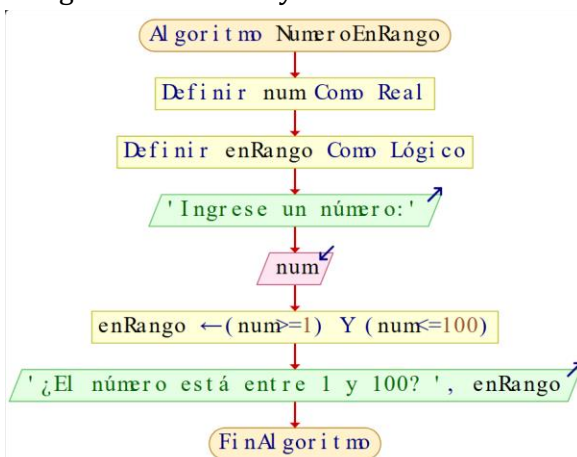 Algoritmo NumeroEnRango
Definir num Como Real
Definir enRango Como Lógico
'Ingrese un número:'
num
enRango ←(num>=1) Y (num<=100)
'¿El número está entre 1 y 100? ', enRango
FinAlgoritmo